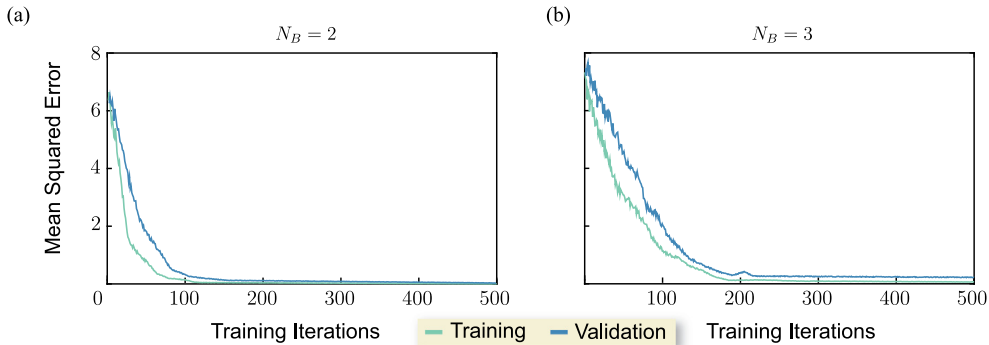 (a)
N_B = 2
Mean Squared Error
8
6
4
2
0
100
200
300
400
500
Training Iterations
(b)
N_B = 3
100
200
300
400
500
Training Iterations
Training
Validation